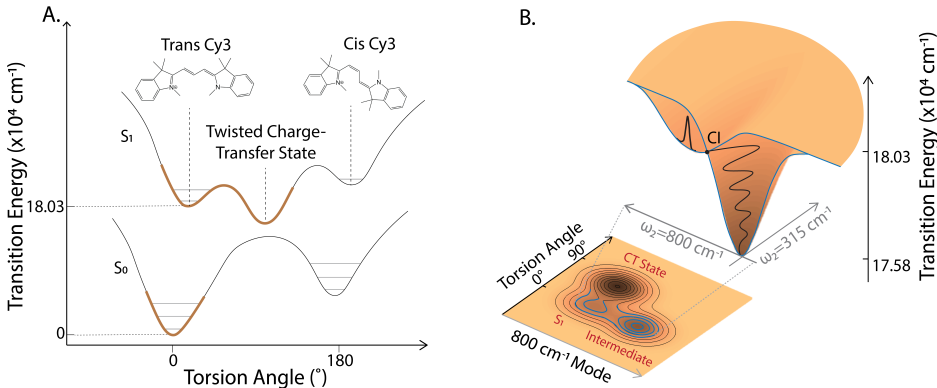 A.
Transition Energy (x10⁴ cm⁻¹)
Trans Cy3
Cis Cy3
N⊕
N
N
N⊕
S₁
Twisted Charge-
Transfer State
18.03
S₀
0
0
180
Torsion Angle (°)
B.
CI
18.03
17.58
Transition Energy (x10⁴ cm⁻¹)
ω₂=800 cm⁻¹
ω₂=315 cm⁻¹
Torsion Angle
0°
90°
CT State
S₁
Intermediate
800 cm⁻¹ Mode